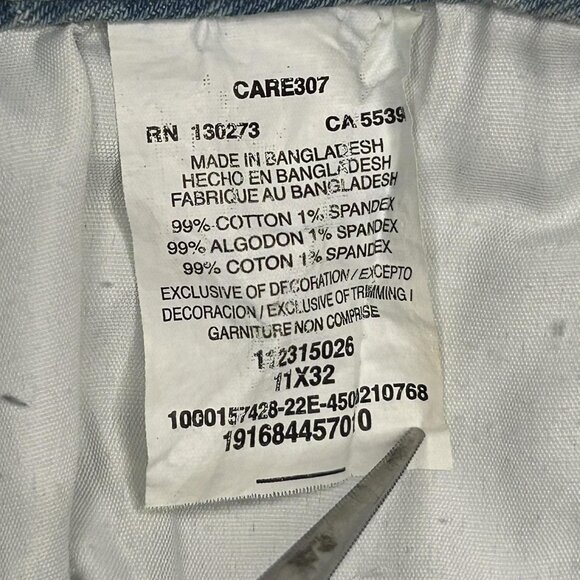 CARE307
RN 130273 CA 5539
MADE IN BANGLADESH
HECHO EN BANGLADESH
FABRIQUE AU BANGLADESH
99% COTTON 1% SPANDEX
99% ALGODON 1% SPANDEX
99% COTON 1% SPANDEX
EXCLUSIVE OF DECORATION / EXCEPTO
DECORACION / EXCLUSIVE OF TRIMMING /
GARNITURE NON COMPRISE
112315026
11X32
191684457010